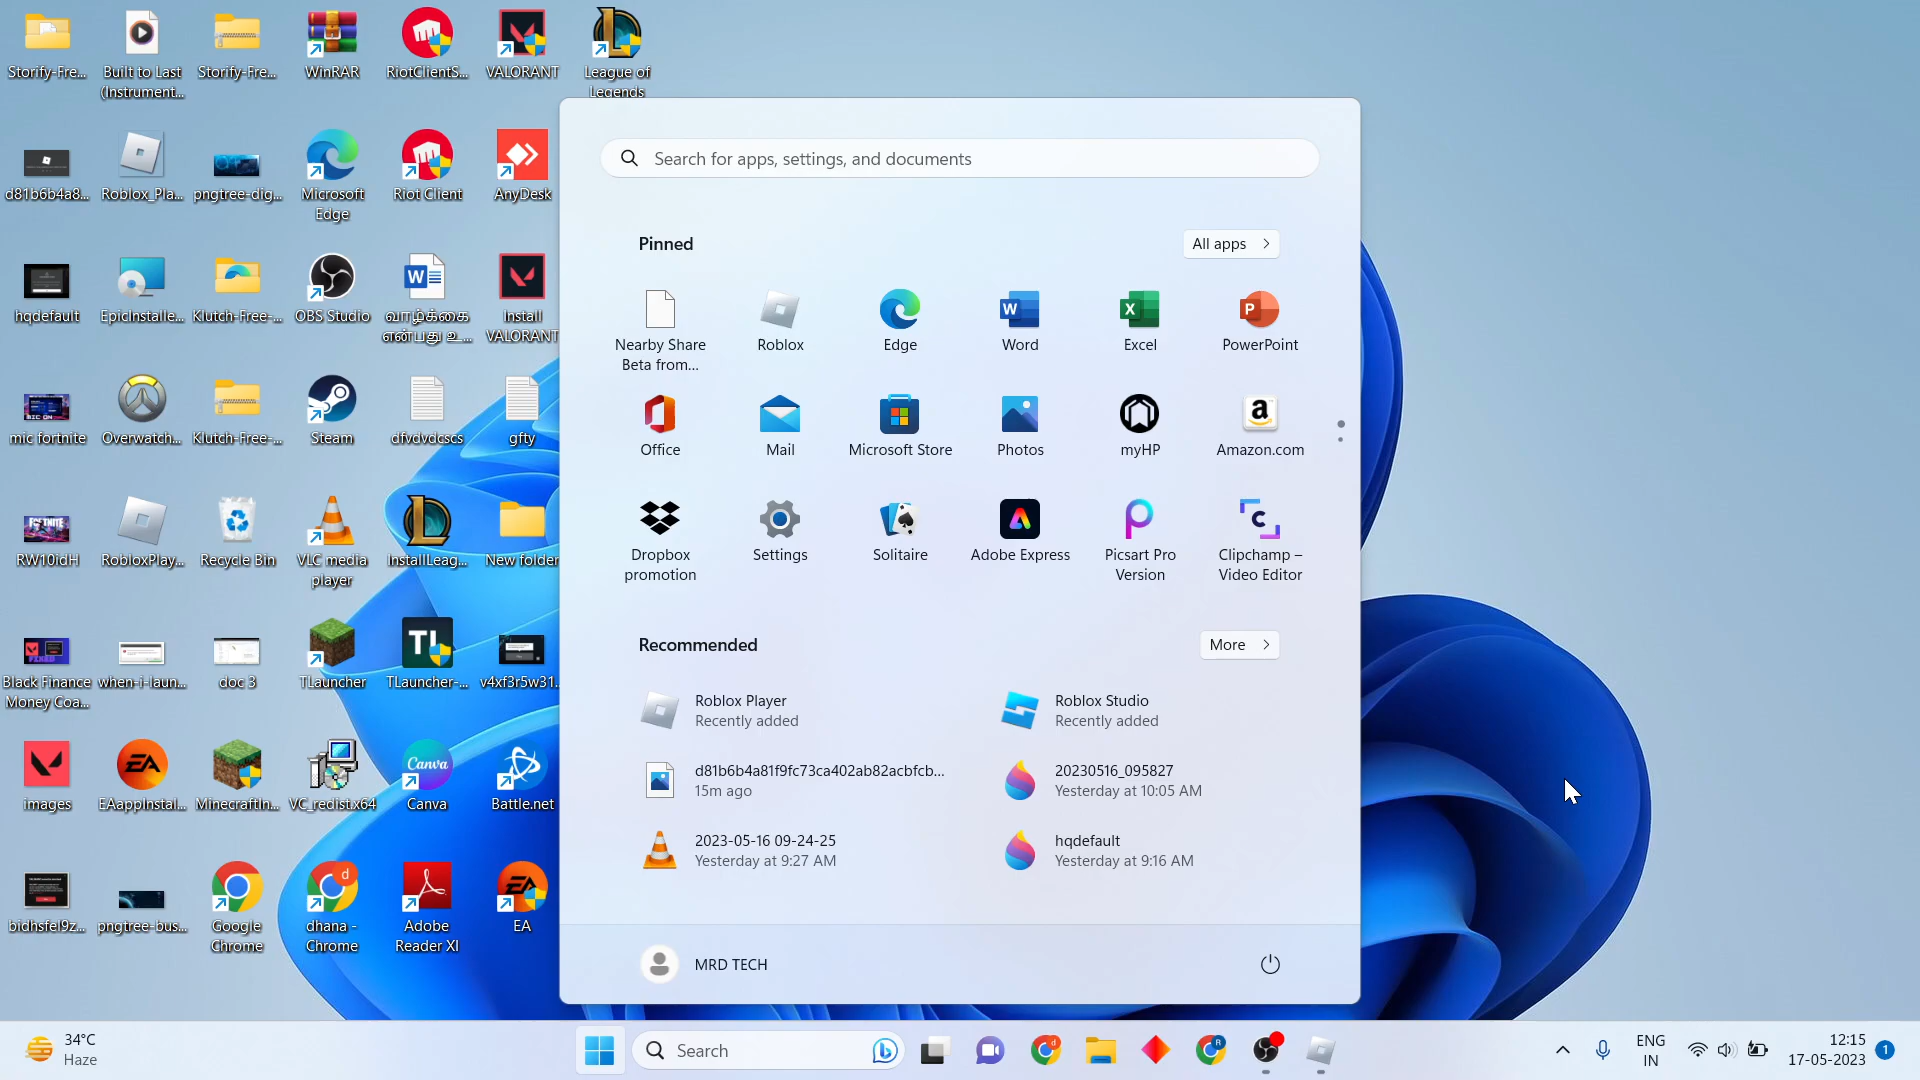 Storify-Fre...
Built to Last
(Instrument...
Storify-Fre...
WinRAR
RiotClientS...
VALORANT
League of
Legends
d81b6b4a8...
Roblox_Pla...
pngtree-dig...
Microsoft
Edge
Riot Client
AnyDesk
hqdefault
EpicInstalle...
Klutch-Free-...
OBS Studio
வாழ்க்கை
என்பது உ...
Install
VALORANT
mic fortnite
Overwatch...
Klutch-Free-...
Steam
dfvdvdcscs
gfty
RW10idH
RobloxPlay...
Recycle Bin
VLC media
player
InstallLeag...
New folder
Black Finance
Money Coa...
when-i-laun...
doc 3
TLauncher
TLauncher-...
v4xf3r5w31...
images
EAappInstal...
MinecraftIn...
VC_redist.x64
Canva
Battle.net
bidhsfel9z...
pngtree-bus...
Google
Chrome
dhana -
Chrome
Adobe
Reader XI
EA
Search for apps, settings, and documents
Pinned
All apps
Nearby Share
Beta from...
Roblox
Edge
Word
Excel
PowerPoint
Office
Mail
Microsoft Store
Photos
myHP
Amazon.com
Dropbox
promotion
Settings
Solitaire
Adobe Express
Picsart Pro
Version
Clipchamp –
Video Editor
Recommended
More
Roblox Player
Recently added
Roblox Studio
Recently added
d81b6b4a81f9fc73ca402ab82acbfcb...
15m ago
20230516_095827
Yesterday at 10:05 AM
2023-05-16 09-24-25
Yesterday at 9:27 AM
hqdefault
Yesterday at 9:16 AM
MRD TECH
34°C
Haze
Search
ENG
IN
12:15
17-05-2023
1